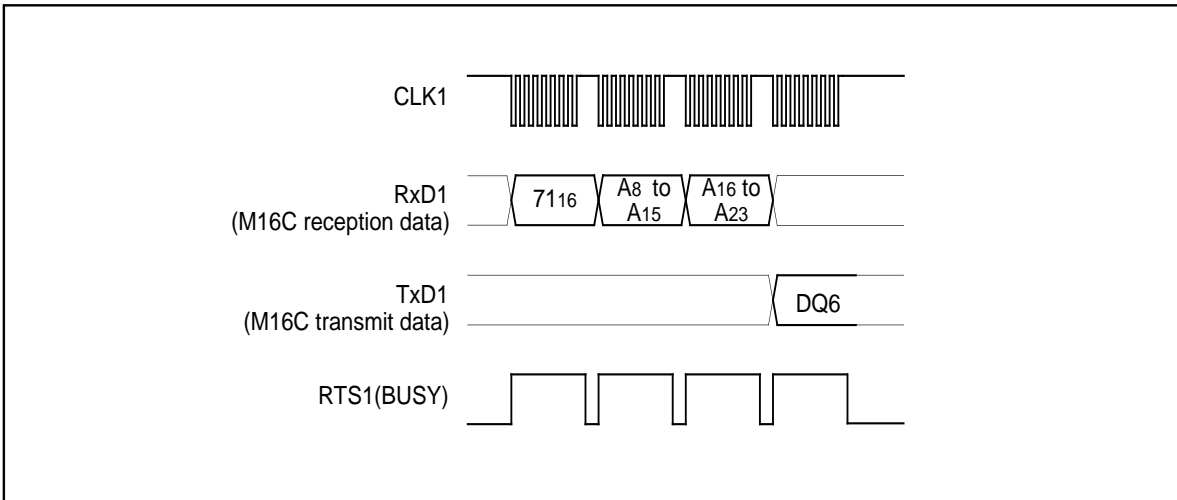 CLK1
RxD1
(M16C reception data)
7116
A8 to
A15
A16 to
A23
TxD1
(M16C transmit data)
DQ6
RTS1(BUSY)